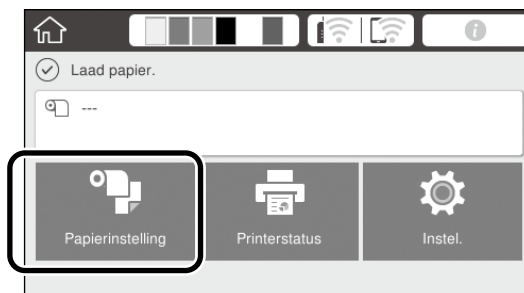 Laad papier.
---
Papierinstelling
Printerstatus
Instel.